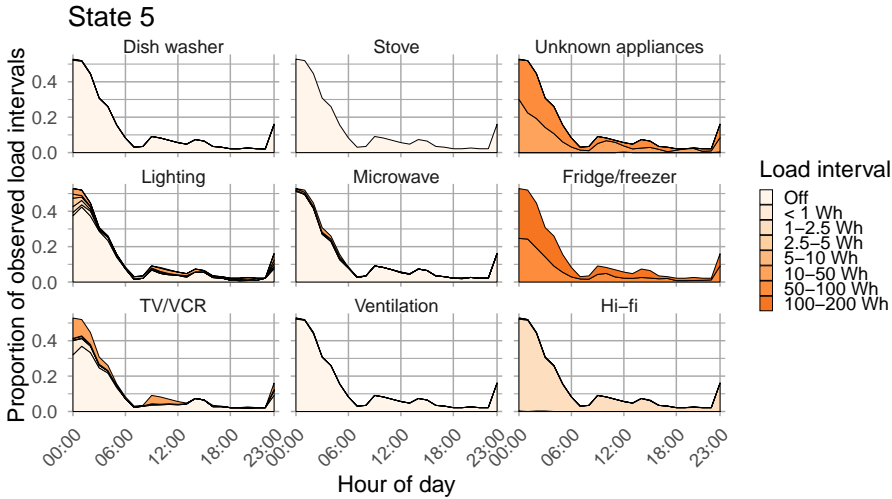 State 5
Dish washer Stove Unknown appliances
0.4
0.2
0.0
Lighting Microwave Fridge/freezer
0.4
0.2
0.0
TV/VCR Ventilation Hi–fi
0.4
0.2
0.0
00:00 06:00 12:00 18:00 23:00 00:00 06:00 12:00 18:00 23:00 00:00 06:00 12:00 18:00 23:00
Hour of day
Proportion of observed load intervals
Load interval
Off
< 1 Wh
1–2.5 Wh
2.5–5 Wh
5–10 Wh
10–50 Wh
50–100 Wh
100–200 Wh